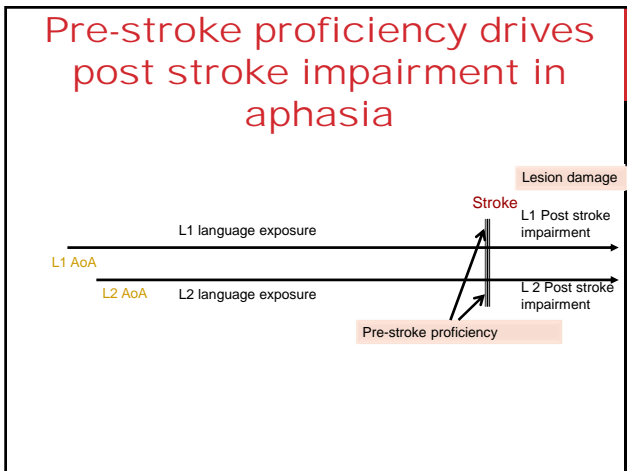 Pre-stroke proficiency drives
post stroke impairment in
aphasia
Lesion damage
Stroke
L1 language exposure
L1 Post stroke
impairment
L1 AoA
L2 AoA
L2 language exposure
L 2 Post stroke
impairment
Pre-stroke proficiency